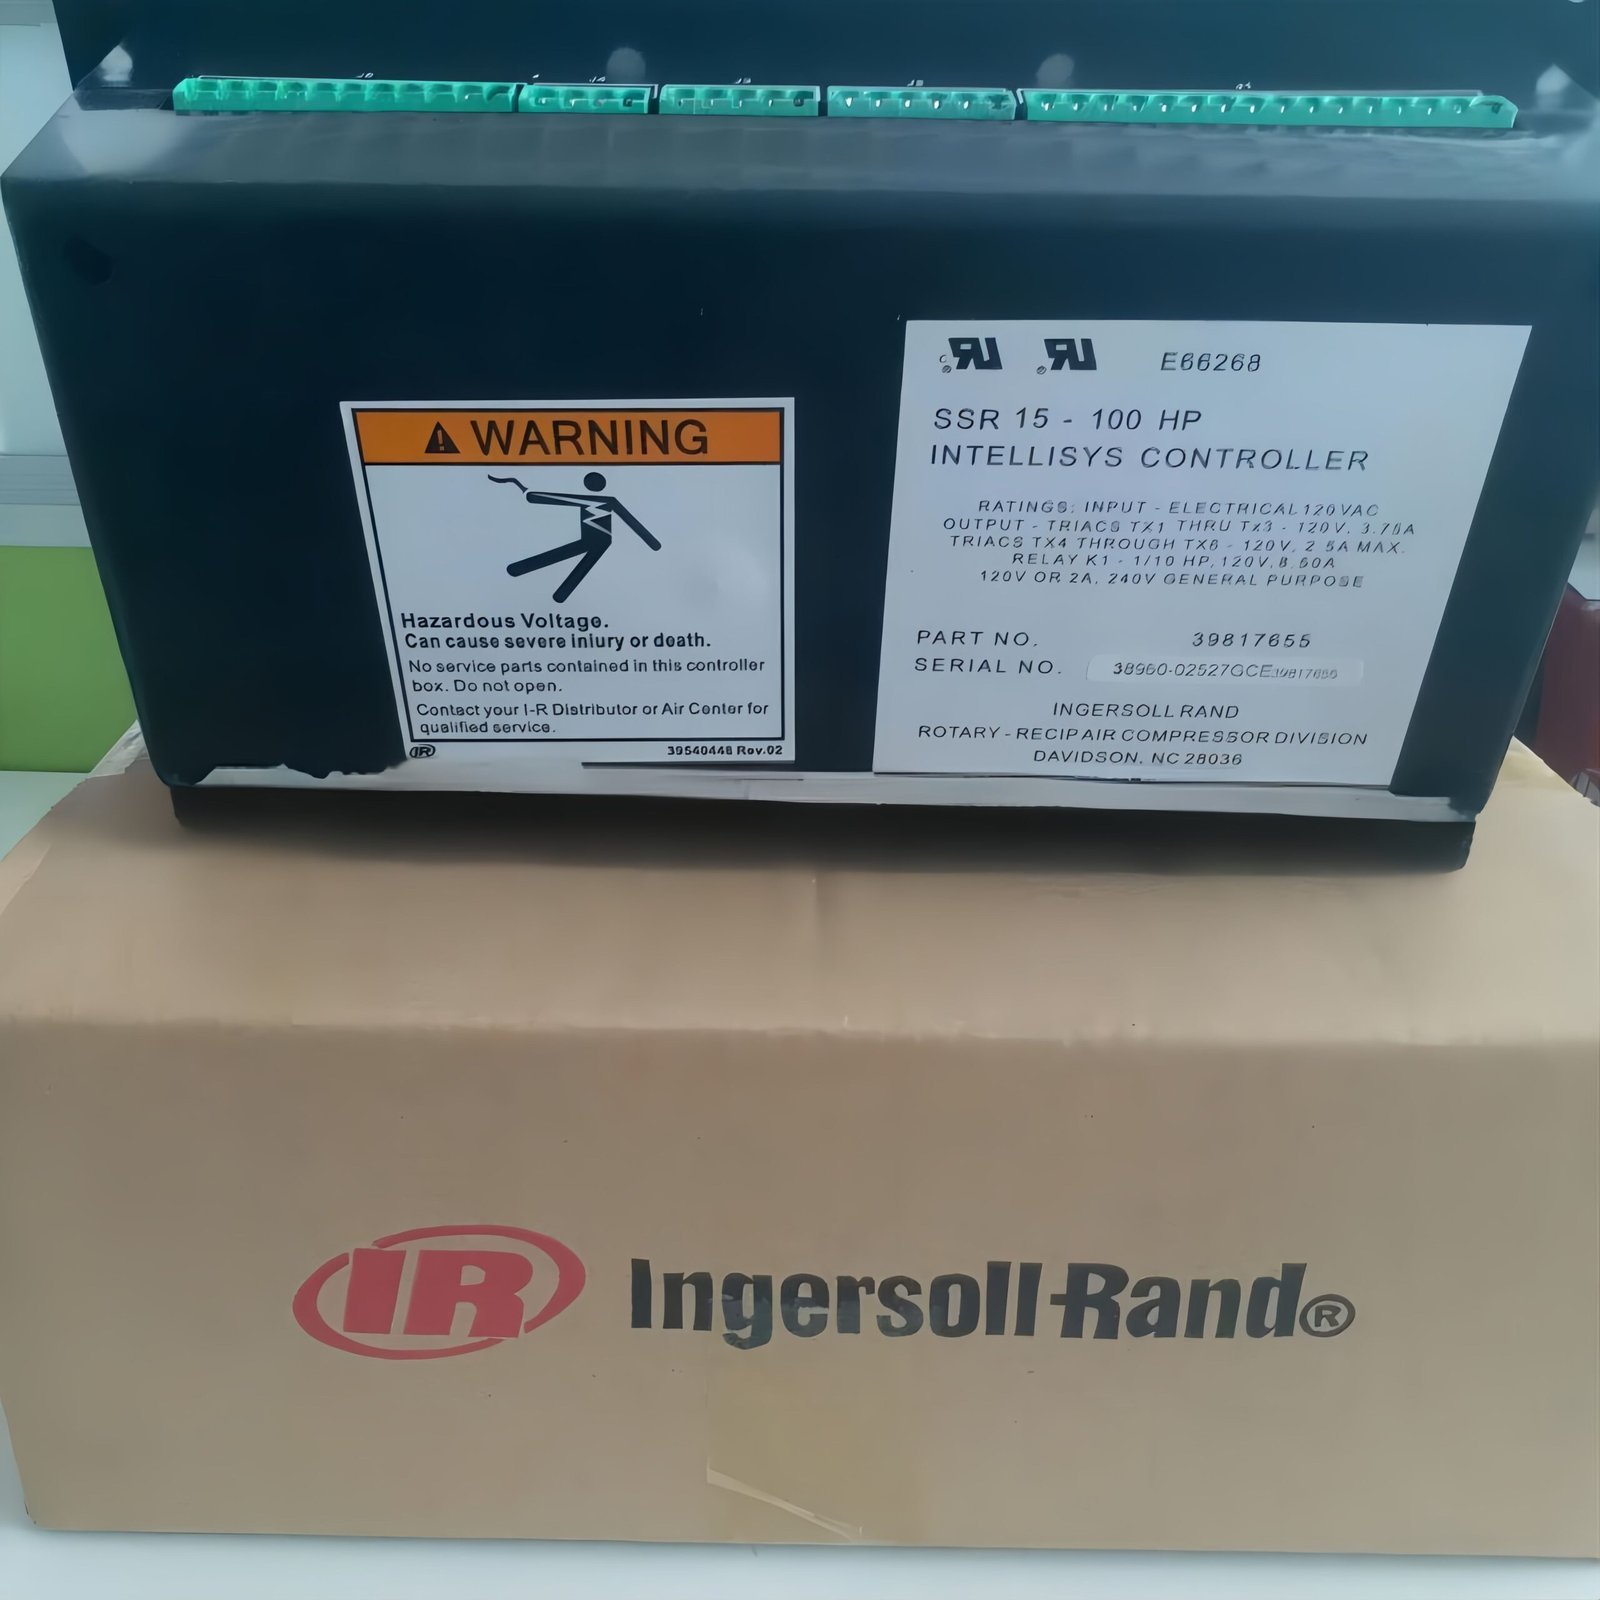 E66268
SSR 15 - 100 HP
INTELLISYS CONTROLLER
RATINGS: INPUT - ELECTRICAL 120VAC
OUTPUT - TRIACS TX1 THRU TX3 - 120V, 3.75A
TRIACS TX4 THROUGH TX6 - 120V, 2.5A MAX.
RELAY K1 - 1/10 HP, 120V,
120V OR 2A, 240V GENERAL PURPOSE
PART NO. 39817655
SERIAL NO.
INGERSOLL RAND
ROTARY - RECIP AIR COMPRESSOR DIVISION
DAVIDSON, NC 28036
WARNING
Hazardous Voltage.
Can cause severe injury or death.
No service parts contained in this controller
box. Do not open.
Contact your I-R Distributor or Air Center for
qualified service.
IR 39540448 Rev.02
IR Ingersoll-Rand®